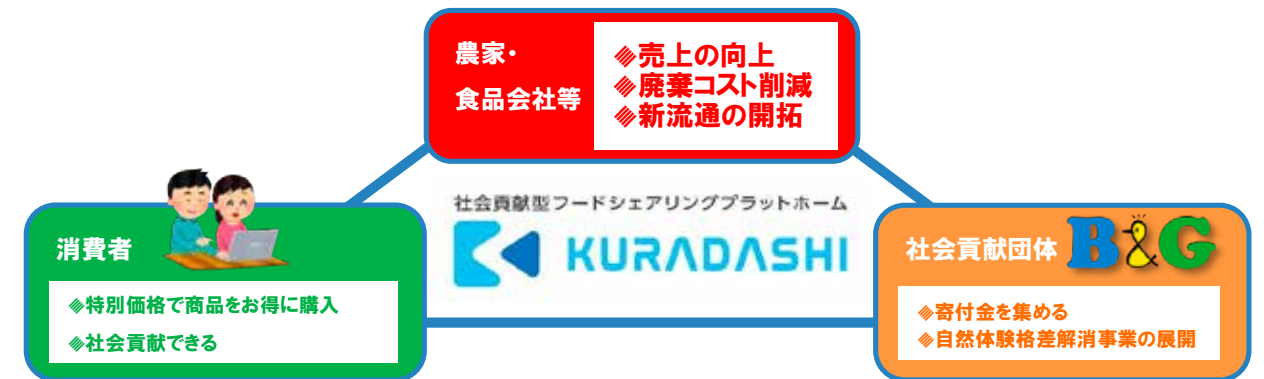 農家・
食品会社等
売上の向上
廃棄コスト削減
新流通の開拓
社会貢献型フードシェアリングプラットホーム
KURADASHI
消費者
特別価格で商品をお得に購入
社会貢献できる
社会貢献団体
B&G
寄付金を集める
自然体験格差解消事業の展開